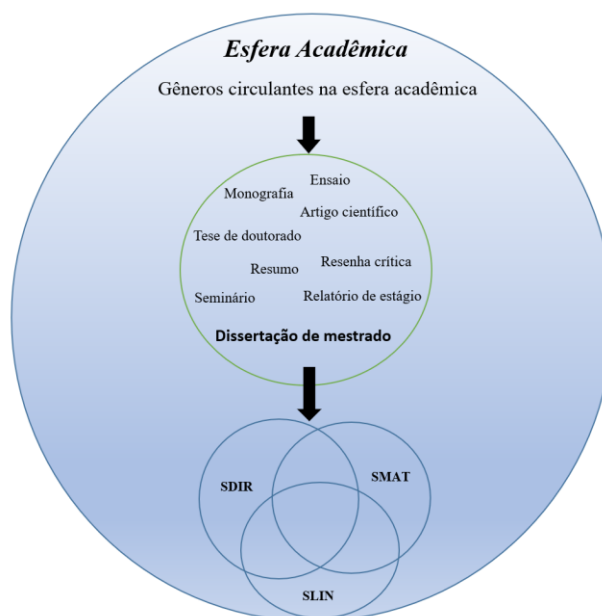 Esfera Acadêmica
Gêneros circulantes na esfera acadêmica
Ensaio
Monografia
Artigo científico
Tese de doutorado
Resenha crítica
Resumo
Seminário
Relatório de estágio
Dissertação de mestrado
SDIR
SMAT
SLIN